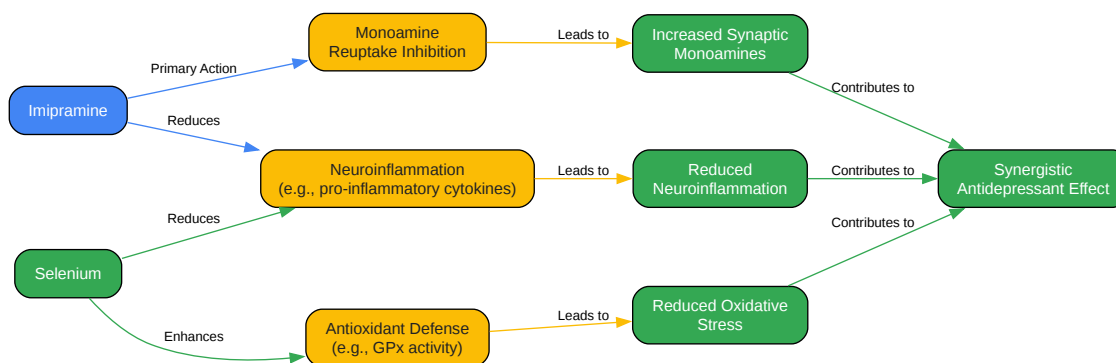 Monoamine
Reuptake Inhibition
Leads to
Increased Synaptic
Monoamines
Primary Action
Contributes to
Imipramine
Reduces
Neuroinflammation
(e.g., pro-inflammatory cytokines)
Leads to
Reduced
Neuroinflammation
Contributes to
Synergistic
Antidepressant Effect
Reduces
Contributes to
Selenium
Reduced Oxidative
Stress
Leads to
Enhances
Antioxidant Defense
(e.g., GPx activity)